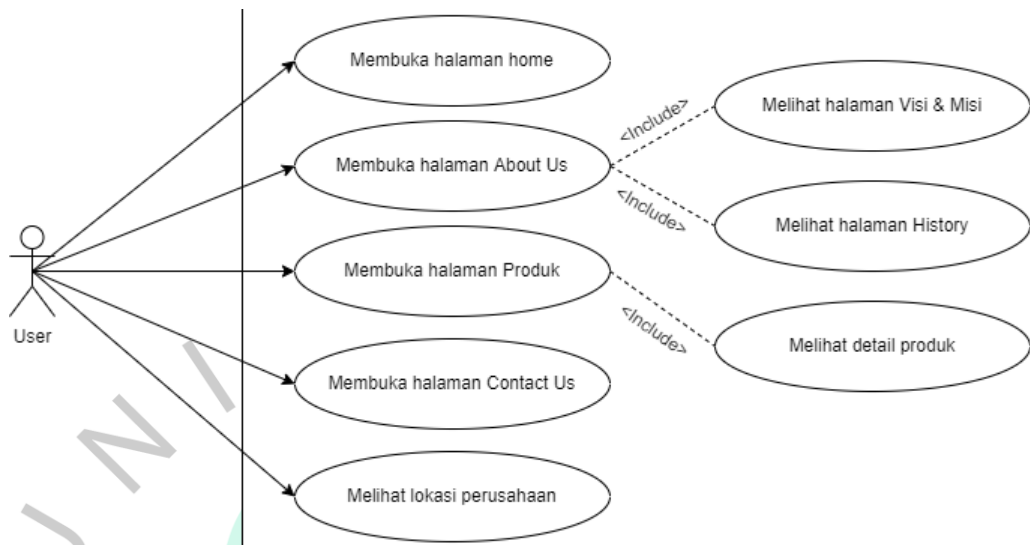 Membuka halaman home
Melihat halaman Visi & Misi
<Include>
Membuka halaman About Us
<Include>
Melihat halaman History
Membuka halaman Produk
<Include>
User
Melihat detail produk
Membuka halaman Contact Us
Melihat lokasi perusahaan
U N /